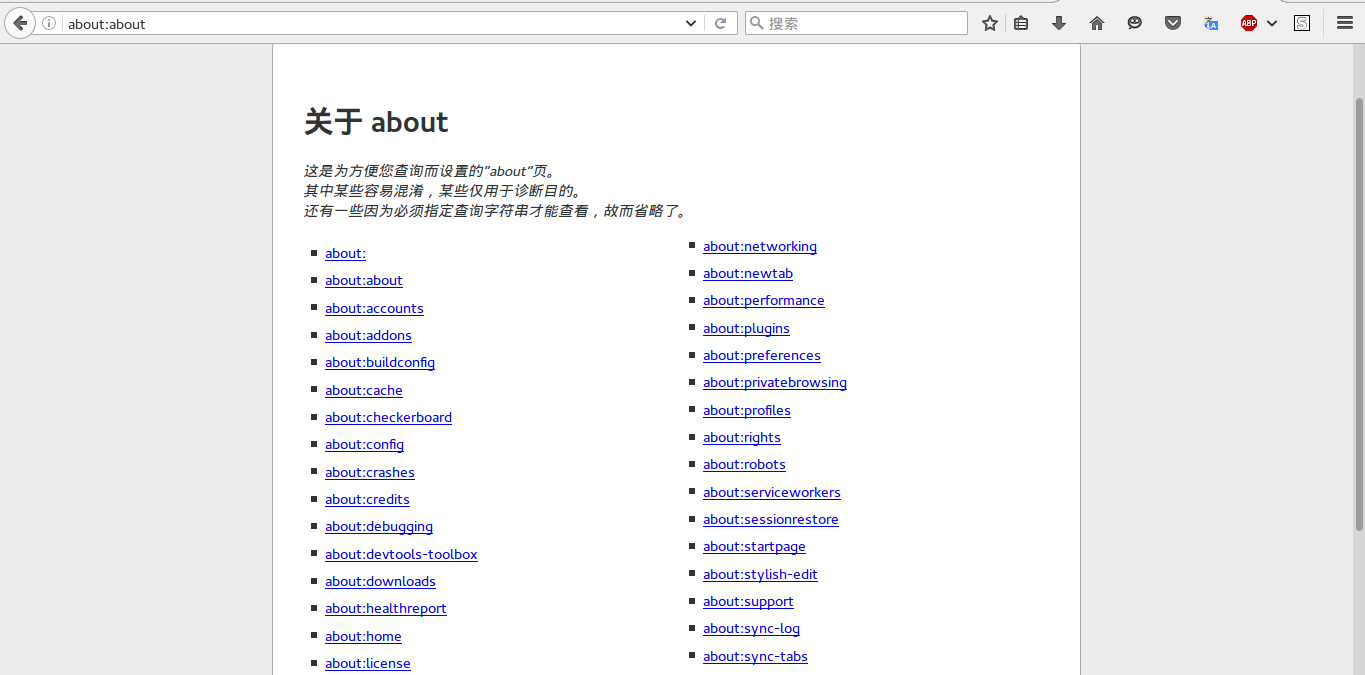 about:about
搜索
ABP
S
关于 about
这是为方便您查询而设置的“about”页。
其中某些容易混淆，某些仅用于诊断目的。
还有一些因为必须指定查询字符串才能查看，故而省略了。
about:
about:about
about:accounts
about:addons
about:buildconfig
about:cache
about:checkerboard
about:config
about:crashes
about:credits
about:debugging
about:devtools-toolbox
about:downloads
about:healthreport
about:home
about:license
about:networking
about:newtab
about:performance
about:plugins
about:preferences
about:privatebrowsing
about:profiles
about:rights
about:robots
about:serviceworkers
about:sessionrestore
about:startpage
about:stylish-edit
about:support
about:sync-log
about:sync-tabs